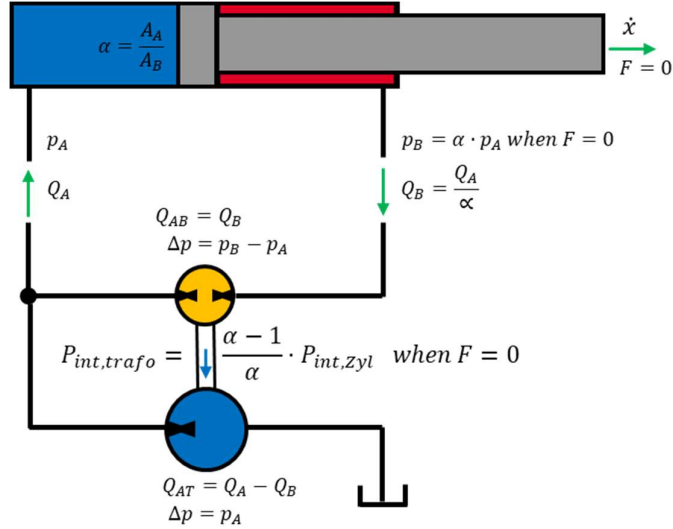 α = A_A / A_B
ẋ
F = 0
p_A
p_B = α · p_A when F = 0
Q_A
Q_B = Q_A / ∝
Q_AB = Q_B
Δp = p_B − p_A
P_int,trafo = (α − 1) / α · P_int,Zyl when F = 0
Q_AT = Q_A − Q_B
Δp = p_A